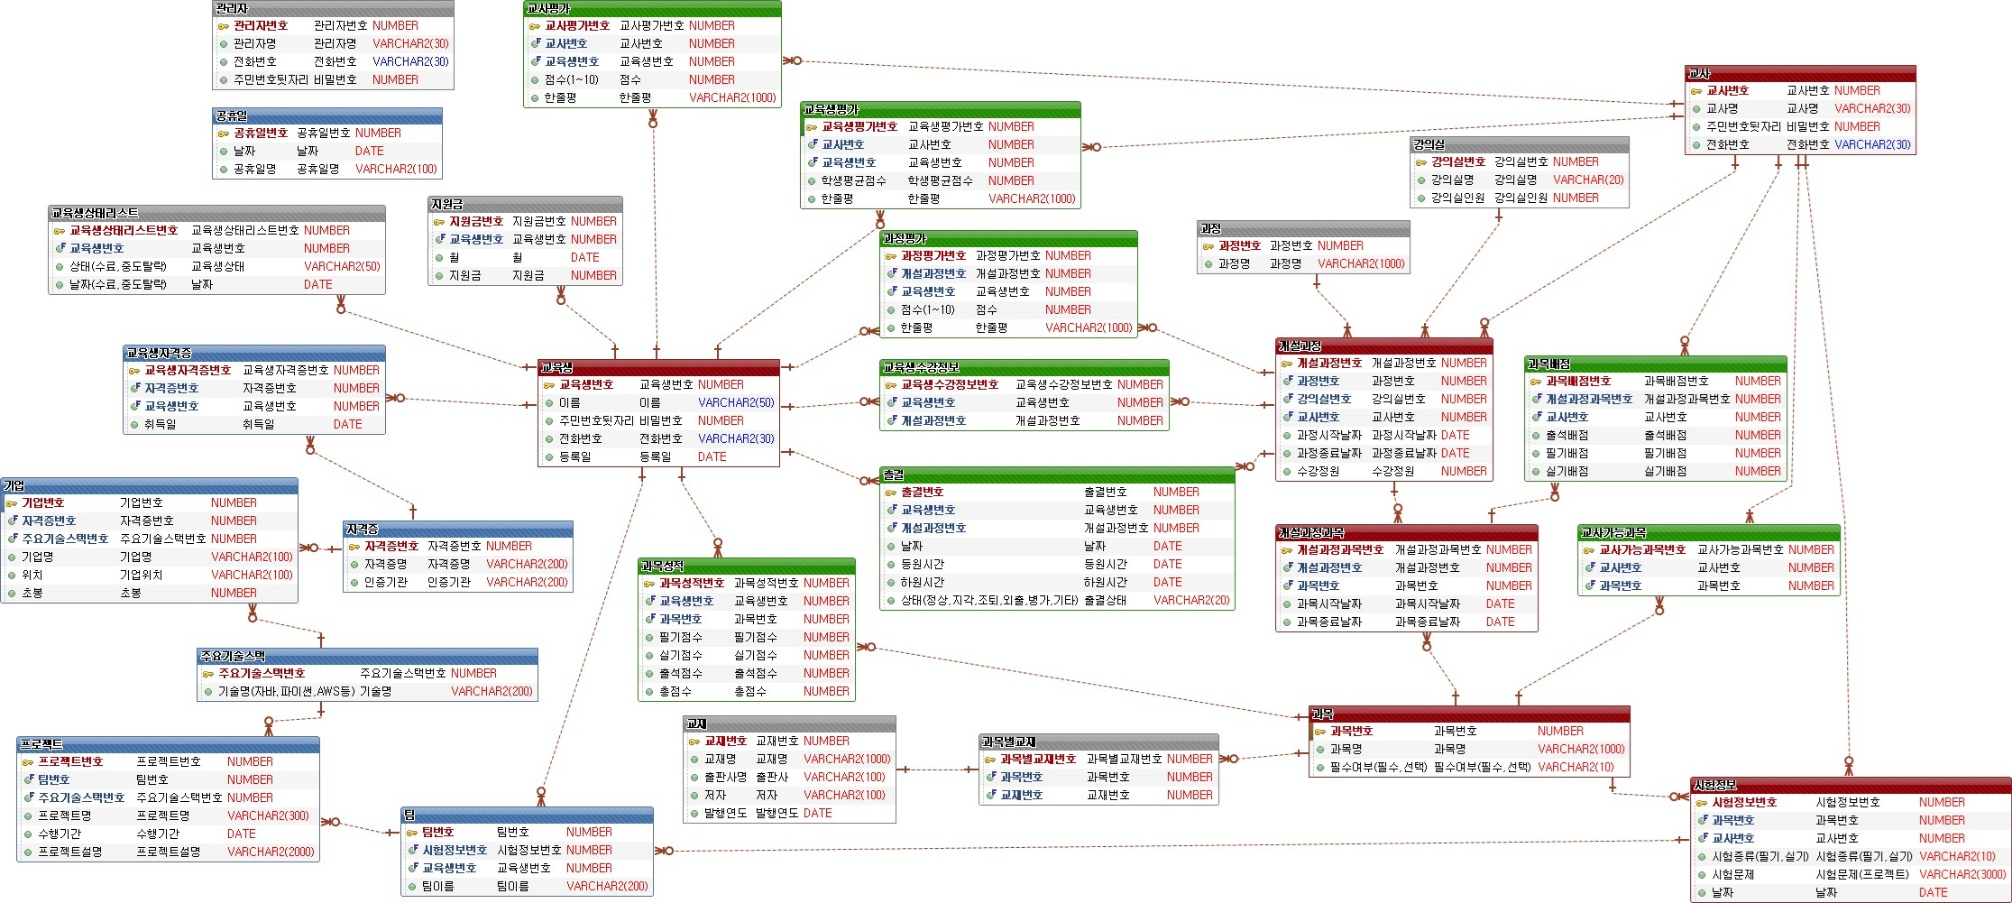 관리자
관리자번호 관리자번호 NUMBER
관리자명 관리자명 VARCHAR2(30)
전화번호 전화번호 VARCHAR2(30)
주민번호뒷자리 비밀번호 NUMBER
교사평가
교사평가번호 교사평가번호 NUMBER
교사번호 교사번호 NUMBER
교육생번호 교육생번호 NUMBER
점수(1~10) 점수 NUMBER
한줄평 한줄평 VARCHAR2(1000)
교사
교사번호 교사번호 NUMBER
교사명 교사명 VARCHAR2(30)
주민번호뒷자리 비밀번호 NUMBER
전화번호 전화번호 VARCHAR2(30)
공휴일
공휴일번호 공휴일번호 NUMBER
날짜 날짜 DATE
공휴일명 공휴일명 VARCHAR2(100)
교육생평가
교육생평가번호 교육생평가번호 NUMBER
교사번호 교사번호 NUMBER
교육생번호 교육생번호 NUMBER
학생평균점수 학생평균점수 NUMBER
한줄평 한줄평 VARCHAR2(1000)
강의실
강의실번호 강의실번호 NUMBER
강의실명 강의실명 VARCHAR(20)
강의실인원 강의실인원 NUMBER
교육생상태리스트
교육생상태리스트번호 교육생상태리스트번호 NUMBER
교육생번호 교육생번호 NUMBER
상태(수료,중도탈락) 교육생상태 VARCHAR2(50)
날짜(수료,중도탈락) 날짜 DATE
지원금
지원금번호 지원금번호 NUMBER
교육생번호 교육생번호 NUMBER
월 월 DATE
지원금 지원금 NUMBER
과정평가
과정평가번호 과정평가번호 NUMBER
개설과정번호 개설과정번호 NUMBER
교육생번호 교육생번호 NUMBER
점수(1~10) 점수 NUMBER
한줄평 한줄평 VARCHAR2(1000)
과정
과정번호 과정번호 NUMBER
과정명 과정명 VARCHAR2(1000)
교육생자격증
교육생자격증번호 교육생자격증번호 NUMBER
자격증번호 자격증번호 NUMBER
교육생번호 교육생번호 NUMBER
취득일 취득일 DATE
교육생
교육생번호 교육생번호 NUMBER
이름 이름 VARCHAR2(50)
주민번호뒷자리 비밀번호 NUMBER
전화번호 전화번호 VARCHAR2(30)
등록일 등록일 DATE
교육생수강정보
교육생수강정보번호 교육생수강정보번호 NUMBER
교육생번호 교육생번호 NUMBER
개설과정번호 개설과정번호 NUMBER
개설과정
개설과정번호 개설과정번호 NUMBER
과정번호 과정번호 NUMBER
강의실번호 강의실번호 NUMBER
교사번호 교사번호 NUMBER
과정시작날짜 과정시작날짜 DATE
과정종료날짜 과정종료날짜 DATE
수강정원 수강정원 NUMBER
과목배점
과목배점번호 과목배점번호 NUMBER
개설과정과목번호 개설과정과목번호 NUMBER
교사번호 교사번호 NUMBER
출석배점 출석배점 NUMBER
필기배점 필기배점 NUMBER
실기배점 실기배점 NUMBER
기업
기업번호 기업번호 NUMBER
자격증번호 자격증번호 NUMBER
주요기술스택번호 주요기술스택번호 NUMBER
기업명 기업명 VARCHAR2(100)
위치 기업위치 VARCHAR2(100)
초봉 초봉 NUMBER
자격증
자격증번호 자격증번호 NUMBER
자격증명 자격증명 VARCHAR2(200)
인증기관 인증기관 VARCHAR2(200)
출결
출결번호 출결번호 NUMBER
교육생번호 교육생번호 NUMBER
개설과정번호 개설과정번호 NUMBER
날짜 날짜 DATE
등원시간 등원시간 DATE
하원시간 하원시간 DATE
상태(정상,지각,조퇴,외출,병가,기타) 출결상태 VARCHAR2(20)
개설과정과목
개설과정과목번호 개설과정과목번호 NUMBER
개설과정번호 개설과정번호 NUMBER
과목번호 과목번호 NUMBER
과목시작날짜 과목시작날짜 DATE
과목종료날짜 과목종료날짜 DATE
교사가능과목
교사가능과목번호 교사가능과목번호 NUMBER
교사번호 교사번호 NUMBER
과목번호 과목번호 NUMBER
과목성적
과목성적번호 과목성적번호 NUMBER
교육생번호 교육생번호 NUMBER
과목번호 과목번호 NUMBER
필기점수 필기점수 NUMBER
실기점수 실기점수 NUMBER
출석점수 출석점수 NUMBER
총점수 총점수 NUMBER
주요기술스택
주요기술스택번호 주요기술스택번호 NUMBER
기술명(자바,파이썬,AWS등) 기술명 VARCHAR2(200)
프로젝트
프로젝트번호 프로젝트번호 NUMBER
팀번호 팀번호 NUMBER
주요기술스택번호 주요기술스택번호 NUMBER
프로젝트명 프로젝트명 VARCHAR2(300)
수행기간 수행기간 DATE
프로젝트설명 프로젝트설명 VARCHAR2(2000)
팀
팀번호 팀번호 NUMBER
시험정보번호 시험정보번호 NUMBER
교육생번호 교육생번호 NUMBER
팀이름 팀이름 VARCHAR2(200)
교재
교재번호 교재번호 NUMBER
교재명 교재명 VARCHAR2(1000)
출판사명 출판사 VARCHAR2(100)
저자 저자 VARCHAR2(100)
발행연도 발행연도 DATE
과목별교재
과목별교재번호 과목별교재번호 NUMBER
과목번호 과목번호 NUMBER
교재번호 교재번호 NUMBER
과목
과목번호 과목번호 NUMBER
과목명 과목명 VARCHAR2(1000)
필수여부(필수,선택) 필수여부(필수,선택) VARCHAR2(10)
시험정보
시험정보번호 시험정보번호 NUMBER
과목번호 과목번호 NUMBER
교사번호 교사번호 NUMBER
시험종류(필기,실기) 시험종류(필기,실기) VARCHAR2(10)
시험문제 시험문제(프로젝트) VARCHAR2(3000)
날짜 날짜 DATE